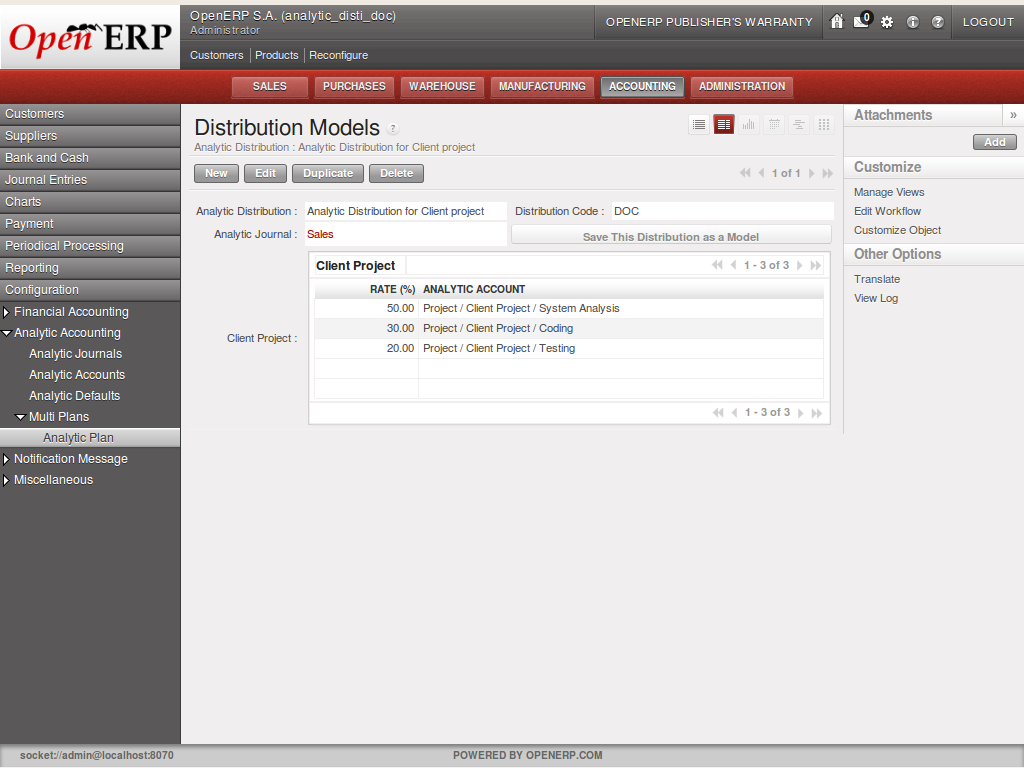 Open ERP
OpenERP S.A. (analytic_disti_doc)
Administrator
OPENERP PUBLISHER'S WARRANTY
0
?
LOGOUT
Customers
Products
Reconfigure
SALES
PURCHASES
WAREHOUSE
MANUFACTURING
ACCOUNTING
ADMINISTRATION
Customers
Suppliers
Bank and Cash
Journal Entries
Charts
Payment
Periodical Processing
Reporting
Configuration
Financial Accounting
Analytic Accounting
Analytic Journals
Analytic Accounts
Analytic Defaults
Multi Plans
Analytic Plan
Notification Message
Miscellaneous
Distribution Models ?
Analytic Distribution : Analytic Distribution for Client project
New
Edit
Duplicate
Delete
1 of 1
Analytic Distribution : Analytic Distribution for Client project
Distribution Code : DOC
Analytic Journal : Sales
Save This Distribution as a Model
Client Project :
Client Project
1 - 3 of 3
RATE (%) ANALYTIC ACCOUNT
50.00 Project / Client Project / System Analysis
30.00 Project / Client Project / Coding
20.00 Project / Client Project / Testing
1 - 3 of 3
Attachments »
Add
Customize
Manage Views
Edit Workflow
Customize Object
Other Options
Translate
View Log
socket://admin@localhost:8070
POWERED BY OPENERP.COM